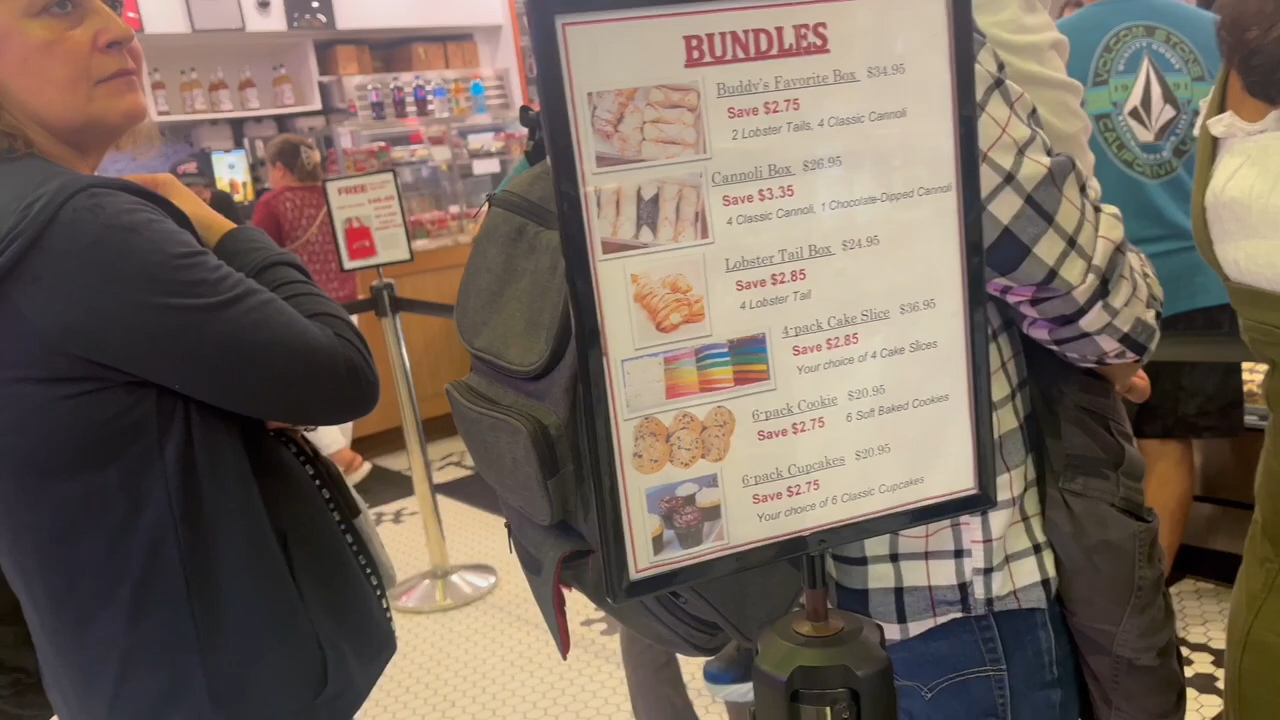 BUNDLES
Buddy's Favorite Box $34.95
Save $2.75
2 Lobster Tails, 4 Classic Cannoli
Cannoli Box $26.95
Save $3.35
4 Classic Cannoli, 1 Chocolate-Dipped Cannoli
Lobster Tail Box $24.95
Save $2.85
4 Lobster Tail
4-pack Cake Slice $36.95
Save $2.85
Your choice of 4 Cake Slices
6-pack Cookie $20.95
Save $2.75 6 Soft Baked Cookies
6-pack Cupcakes $20.95
Save $2.75
Your choice of 6 Classic Cupcakes
FREE
VOLCOM STONE
QUALITY GOODS
1991
CALIFORNIA